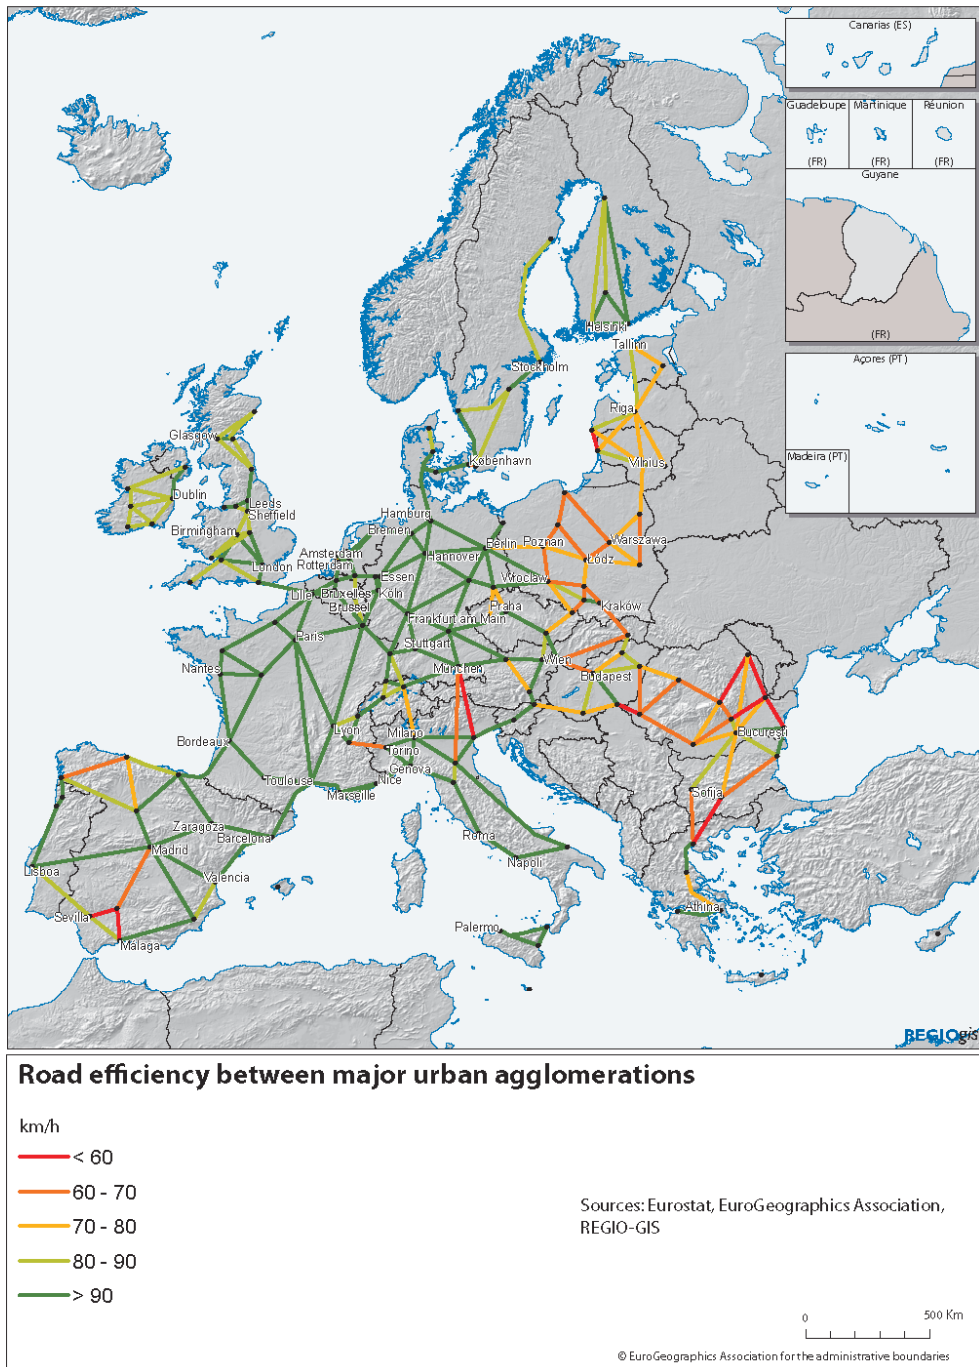 Canarias (ES)
Guadeloupe
Martinique
Réunion
(FR)
(FR)
(FR)
Guyane
(FR)
Açores (PT)
Madeira (PT)
Helsinki
Tallinn
Stockholm
Riga
Glasgow
København
Vilnius
Dublin
Leeds
Sheffield
Hamburg
Birmingham
Bremen
Poznan
Warszawa
Berlin
Amsterdam
Hannover
Rotterdam
London
Łódz
Essen
Wroclaw
Lille
Bruxelles
Köln
Brussel
Praha
Kraków
Frankfurt am Main
Paris
Stuttgart
Wien
Nantes
München
Budapest
Lyon
Milano
Bucuresti
Bordeaux
Torino
Genova
Toulouse
Nice
Marseille
Sofija
Zaragoza
Roma
Barcelona
Madrid
Napoli
Lisboa
Valencia
Athina
Sevilla
Palermo
Málaga
REGIOgis
Road efficiency between major urban agglomerations
km/h
< 60
60 - 70
70 - 80
80 - 90
> 90
Sources: Eurostat, EuroGeographics Association,
REGIO-GIS
0
500 Km
© EuroGeographics Association for the administrative boundaries